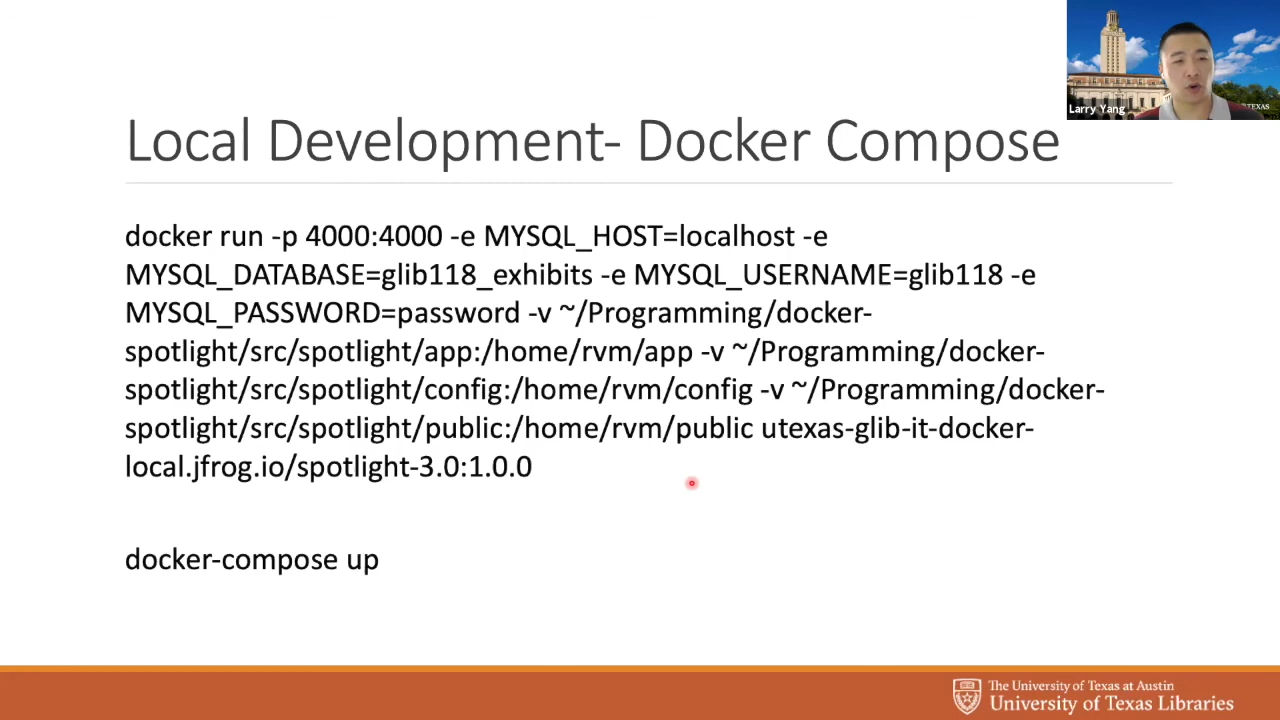 TEXAS
Larry Yang
Local Development- Docker Compose
docker run -p 4000:4000 -e MYSQL_HOST=localhost -e
MYSQL_DATABASE=glib118_exhibits -e MYSQL_USERNAME=glib118 -e
MYSQL_PASSWORD=password -v ~/Programming/docker-
spotlight/src/spotlight/app:/home/rvm/app -v ~/Programming/docker-
spotlight/src/spotlight/config:/home/rvm/config -v ~/Programming/docker-
spotlight/src/spotlight/public:/home/rvm/public utexas-glib-it-docker-
local.jfrog.io/spotlight-3.0:1.0.0
docker-compose up
The University of Texas at Austin
University of Texas Libraries